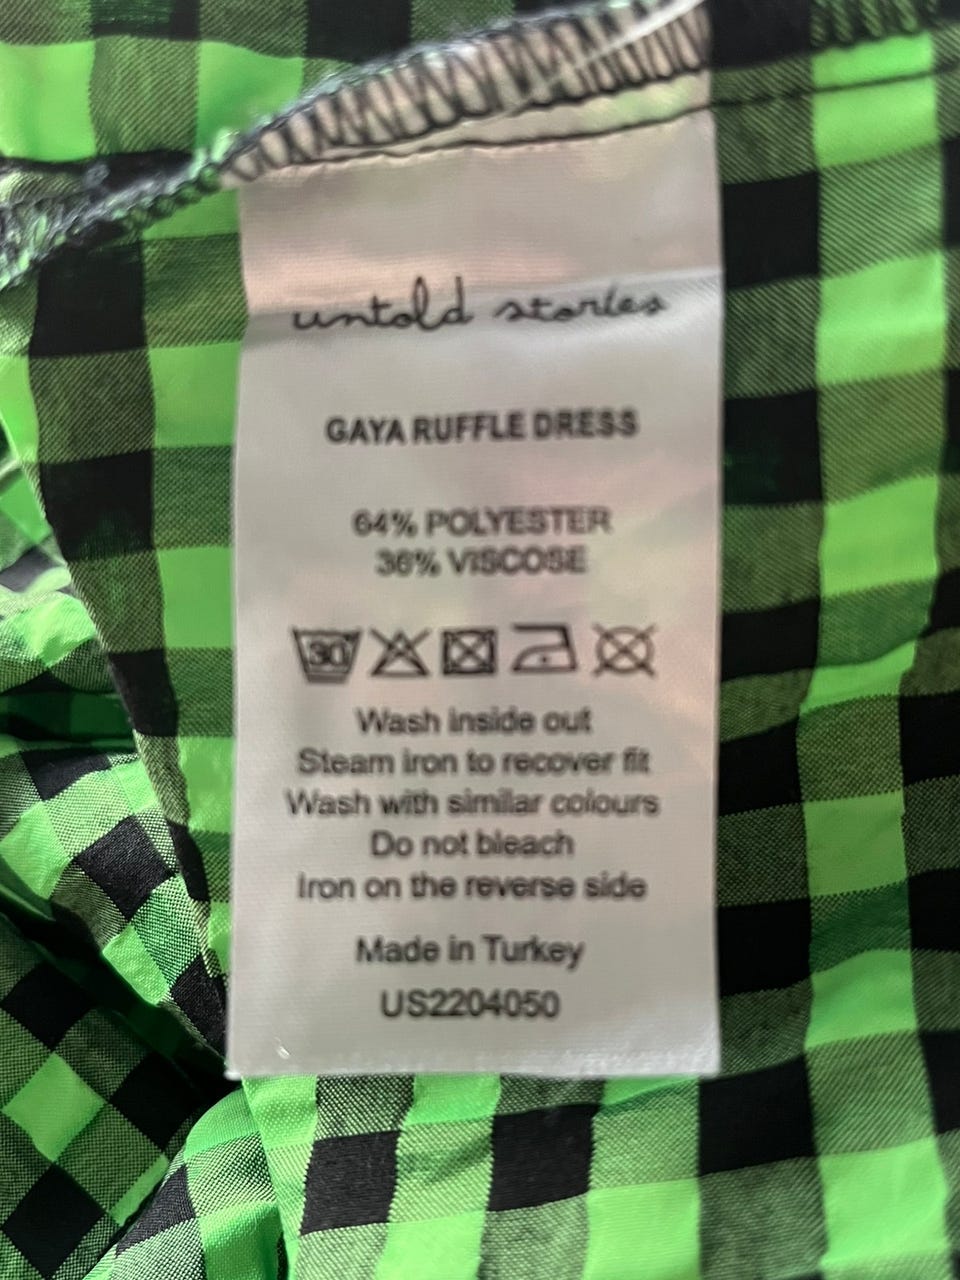 untold stories
GAYA RUFFLE DRESS
64% POLYESTER
36% VISCOSE
30
Wash inside out
Steam iron to recover fit
Wash with similar colours
Do not bleach
Iron on the reverse side
Made in Turkey
US2204050